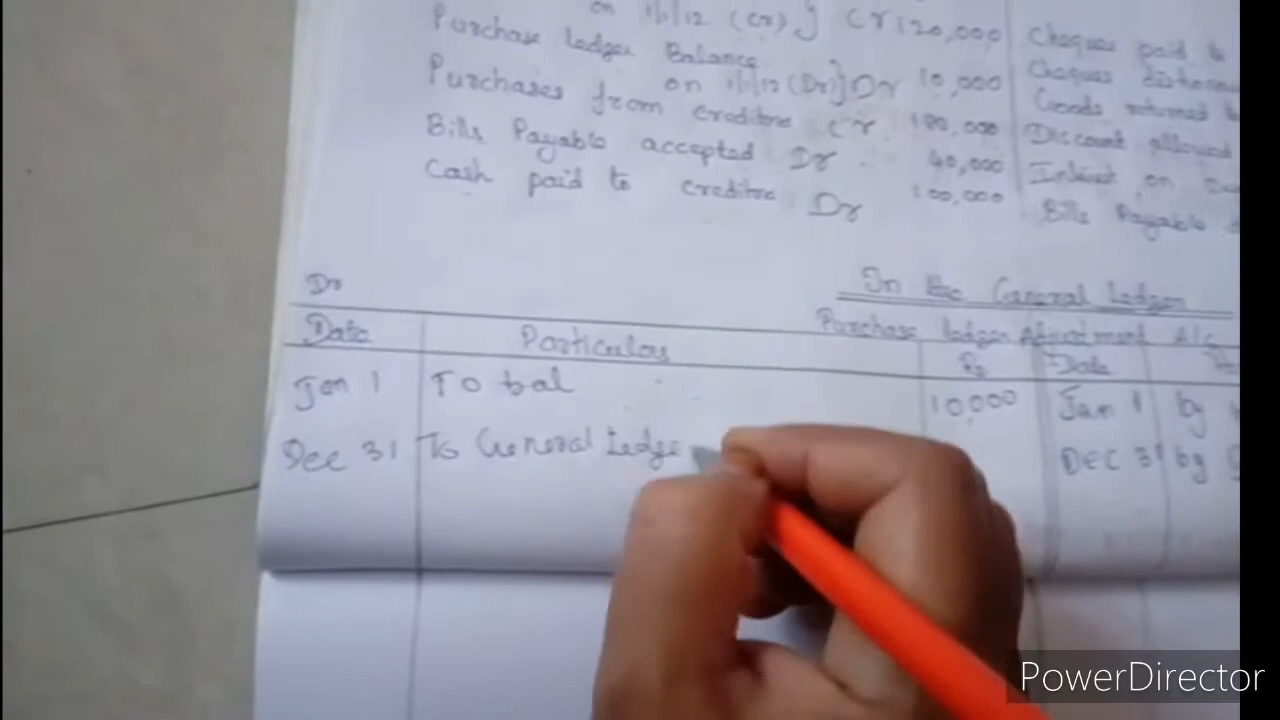 on 1/1/12 (Cr) } Cr 120,000
Purchase ledger Balance
on 1/1/12 (Dr) } Dr 10,000
Purchases from creditors Cr. 180,000
Bills Payable accepted Dr 40,000
Cash paid to creditors Dr 100,000
Cheques paid to
Cheques dishonou
Goods returned t
Discount allowed
Interest on
Bills Payable d
In the General Ledger
Dr
Purchase ledger Adjustment A/c
Date Particulars Rs Date
Jan 1 To bal 10,000 Jan 1 by
Dec 31 To General Ledge Dec 31 by
PowerDirector